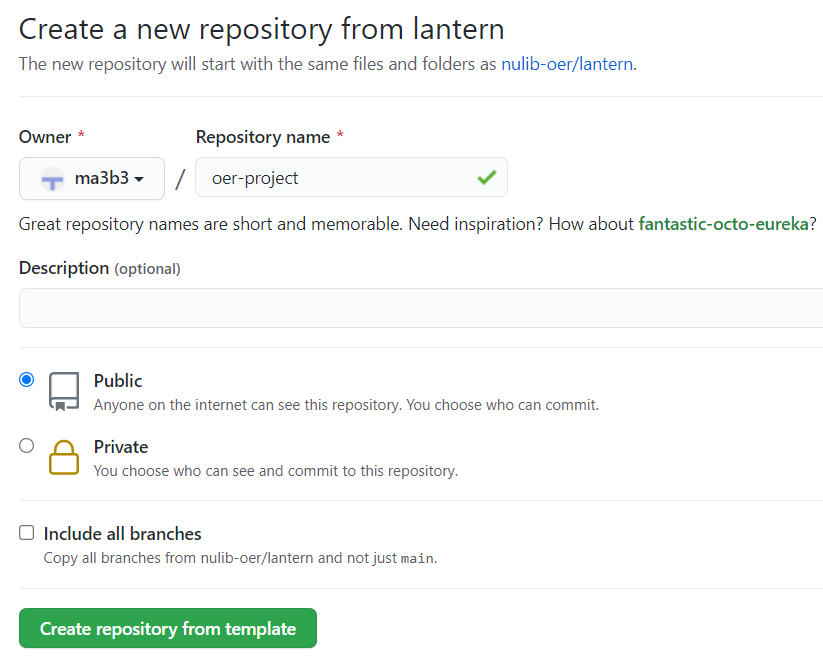 Create a new repository from lantern
The new repository will start with the same files and folders as nulib-oer/lantern.
Owner * Repository name *
ma3b3 / oer-project
Great repository names are short and memorable. Need inspiration? How about fantastic-octo-eureka?
Description (optional)
Public
Anyone on the internet can see this repository. You choose who can commit.
Private
You choose who can see and commit to this repository.
Include all branches
Copy all branches from nulib-oer/lantern and not just main.
Create repository from template